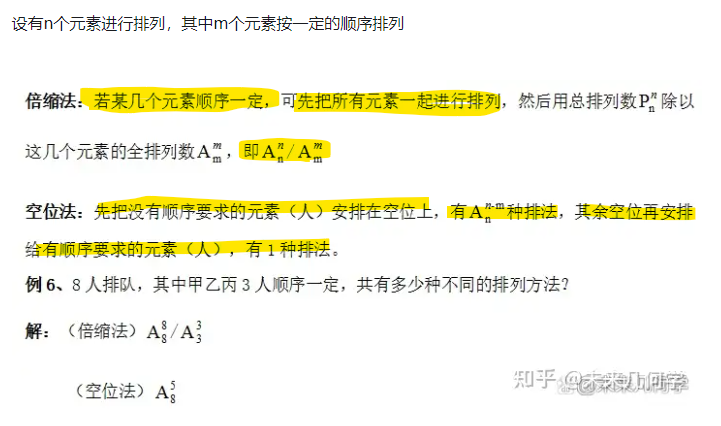 设有n个元素进行排列，其中m个元素按一定的顺序排列
倍缩法：若某几个元素顺序一定，可先把所有元素一起进行排列，然后用总排列数 P_n^n 除以
这几个元素的全排列数 A_m^m，即 A_n^n / A_m^m
空位法：先把没有顺序要求的元素（人）安排在空位上，有 A_n^{n-m} 种排法，其余空位再安排
给有顺序要求的元素（人），有 1 种排法。
例 6、8 人排队，其中甲乙丙 3 人顺序一定，共有多少种不同的排列方法？
解：（倍缩法）A_8^8 / A_3^3
（空位法）A_8^5
知乎 @未来几何学